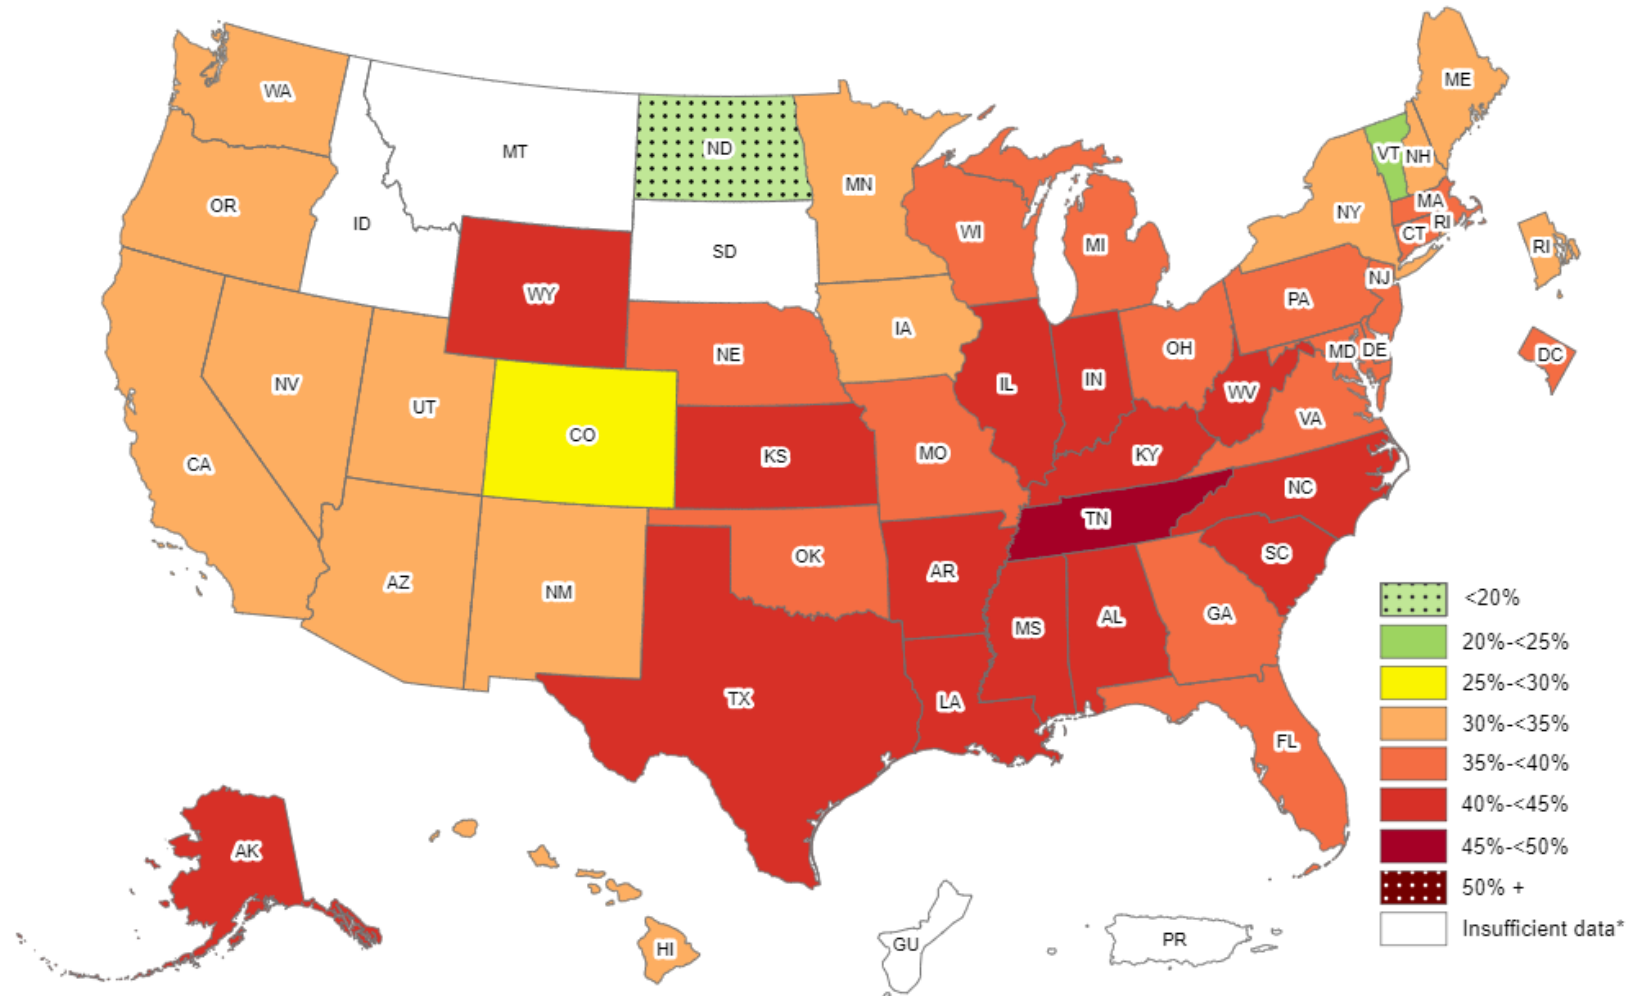 ME
WA
ND
MT
VT
NH
MN
MA
OR
NY
RI
ID
WI
CT
MI
RI
SD
NJ
WY
PA
IA
OH
MD
DE
NE
DC
IN
IL
NV
WV
UT
VA
CO
MO
KY
KS
CA
NC
TN
SC
OK
AR
AZ
NM
<20%
GA
AL
MS
20%-<25%
25%-<30%
TX
LA
30%-<35%
FL
35%-<40%
40%-<45%
45%-<50%
AK
50% +
Insufficient data*
PR
GU
HI